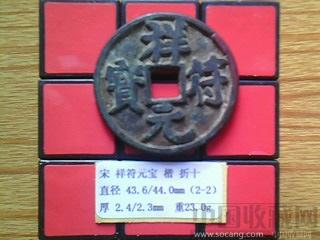 祥符元寶
宋 祥符元宝 楷 折十
直径 43.6/44.0mm (2-2)
厚 2.4/2.3mm 重23.0g
中国收藏网
www.socang.com